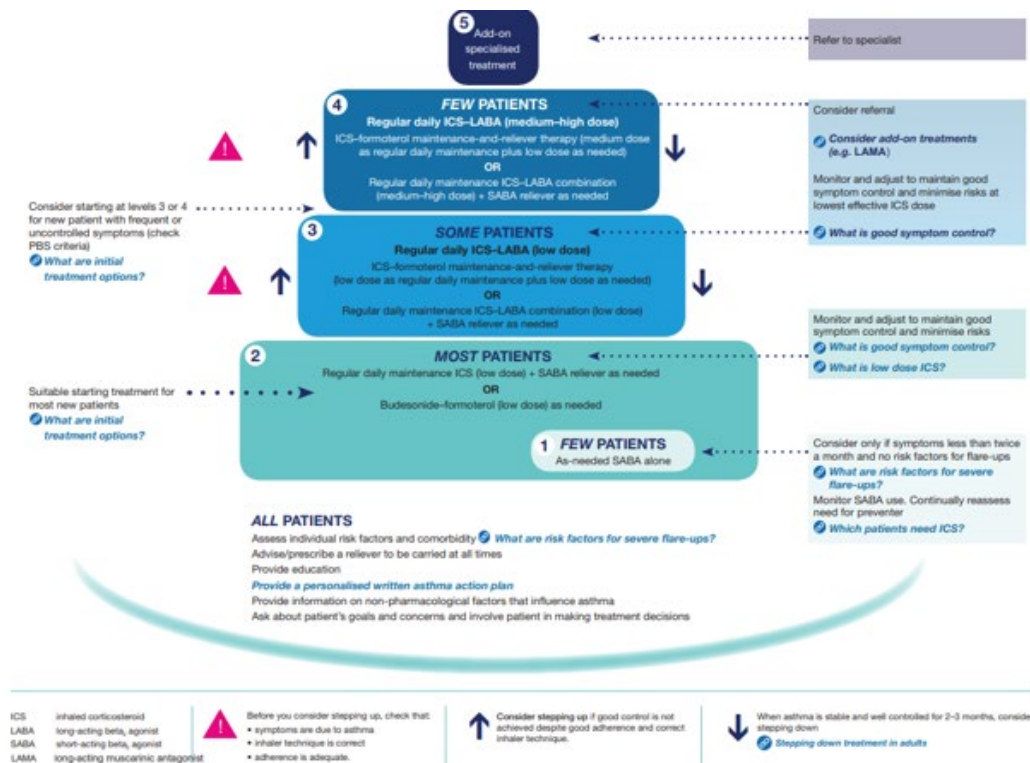 5
Add-on
specialised
treatment
Refer to specialist
4
FEW PATIENTS
Regular daily ICS–LABA (medium–high dose)
ICS–formoterol maintenance-and-reliever therapy (medium dose
as regular daily maintenance plus low dose as needed)
OR
Regular daily maintenance ICS–LABA combination
(medium–high dose) + SABA reliever as needed
!
Consider referral
Consider add-on treatments
(e.g. LAMA)
Monitor and adjust to maintain good
symptom control and minimise risks at
lowest effective ICS dose
What is good symptom control?
Consider starting at levels 3 or 4
for new patient with frequent or
uncontrolled symptoms (check
PBS criteria)
What are initial
treatment options?
3
SOME PATIENTS
Regular daily ICS–LABA (low dose)
ICS–formoterol maintenance-and-reliever therapy
(low dose as regular daily maintenance plus low dose as needed)
OR
Regular daily maintenance ICS–LABA combination (low dose)
+ SABA reliever as needed
!
Monitor and adjust to maintain good
symptom control and minimise risks
What is good symptom control?
What is low dose ICS?
2
MOST PATIENTS
Regular daily maintenance ICS (low dose) + SABA reliever as needed
OR
Budesonide–formoterol (low dose) as needed
Suitable starting treatment for
most new patients
What are initial
treatment options?
1
FEW PATIENTS
As-needed SABA alone
Consider only if symptoms less than twice
a month and no risk factors for flare-ups
What are risk factors for severe
flare-ups?
Monitor SABA use. Continually reassess
need for preventer
Which patients need ICS?
ALL PATIENTS
Assess individual risk factors and comorbidity What are risk factors for severe flare-ups?
Advise/prescribe a reliever to be carried at all times
Provide education
Provide a personalised written asthma action plan
Provide information on non-pharmacological factors that influence asthma
Ask about patient's goals and concerns and involve patient in making treatment decisions
ICS inhaled corticosteroid
LABA long-acting beta2 agonist
SABA short-acting beta2 agonist
LAMA long-acting muscarinic antagonist
!
Before you consider stepping up, check that:
• symptoms are due to asthma
• inhaler technique is correct
• adherence is adequate.
Consider stepping up if good control is not
achieved despite good adherence and correct
inhaler technique.
When asthma is stable and well controlled for 2–3 months, conside
stepping down
Stepping down treatment in adults